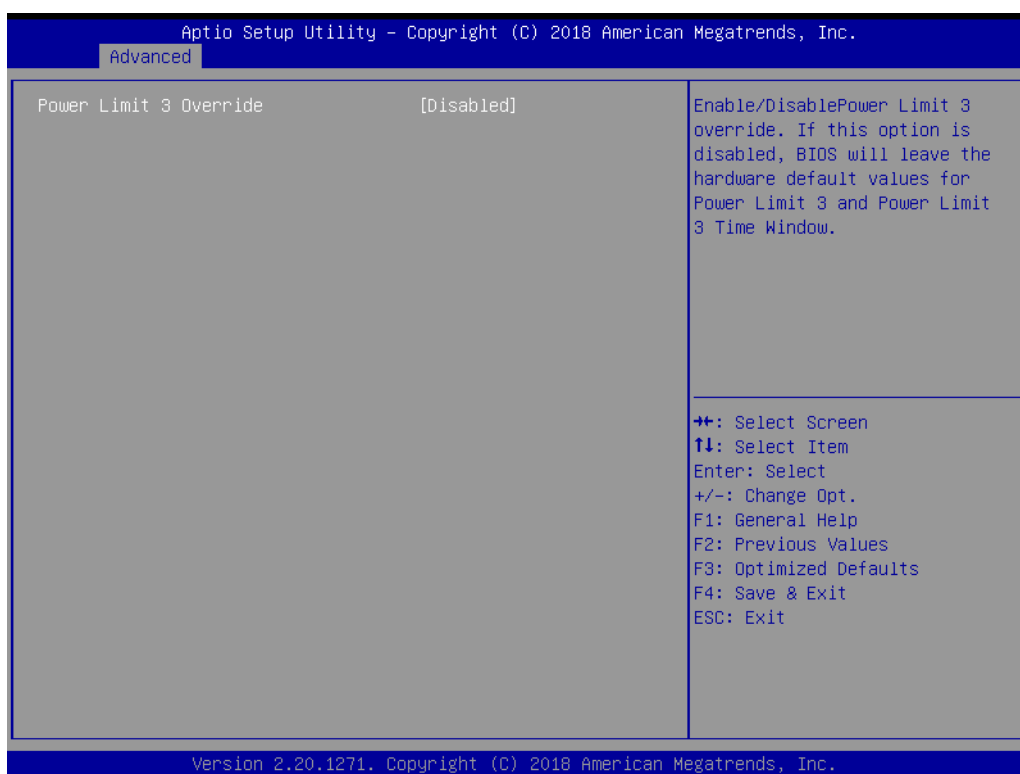 Aptio Setup Utility – Copyright (C) 2018 American Megatrends, Inc.
Advanced
Power Limit 3 Override [Disabled]
Enable/DisablePower Limit 3
override. If this option is
disabled, BIOS will leave the
hardware default values for
Power Limit 3 and Power Limit
3 Time Window.
→←: Select Screen
↑↓: Select Item
Enter: Select
+/-: Change Opt.
F1: General Help
F2: Previous Values
F3: Optimized Defaults
F4: Save & Exit
ESC: Exit
Version 2.20.1271. Copyright (C) 2018 American Megatrends, Inc.